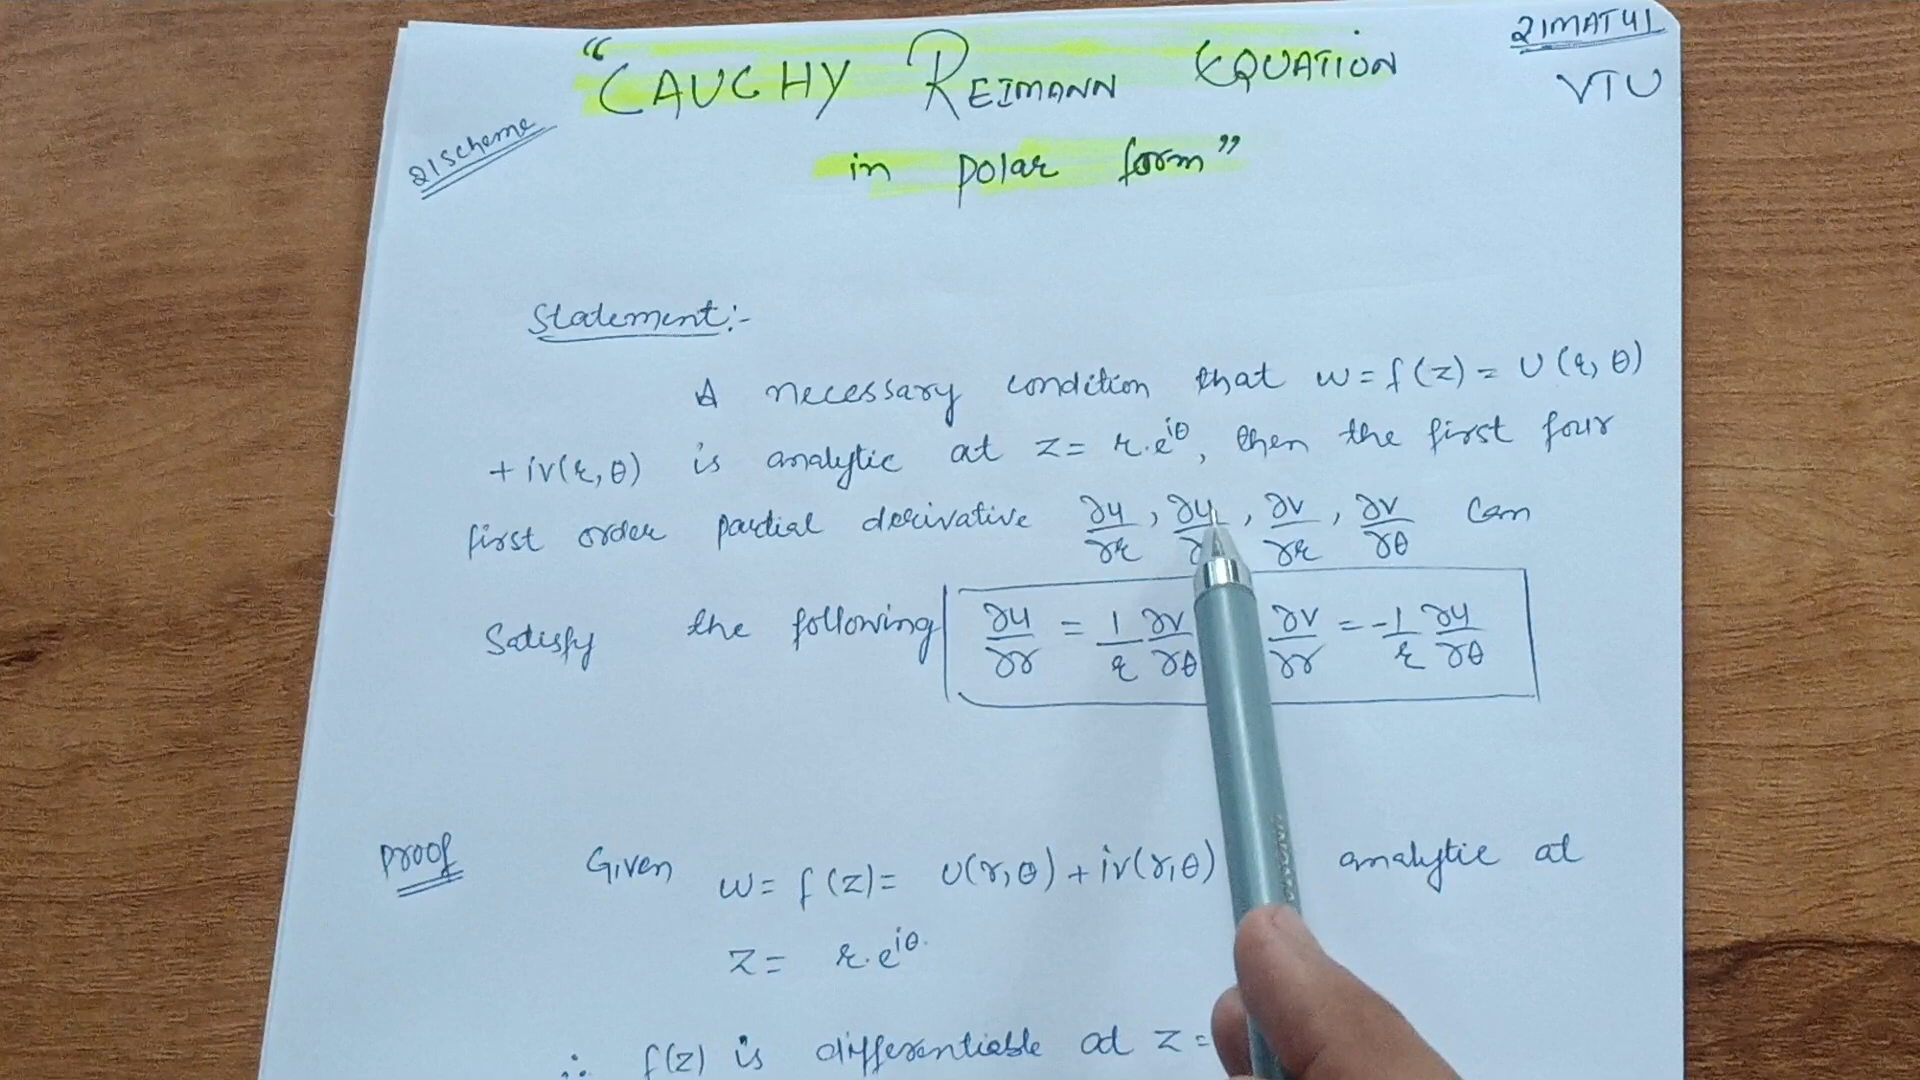 21MAT41
VTU
21 scheme
"CAUCHY REIMANN EQUATION
in polar form"
Statement:-
A necessary condition that w = f(z) = U(r, θ)
+ iv(r, θ) is analytic at z = r.e^{iθ}, then the first four
first order partial derivative ∂u/∂r, ∂u/∂, ∂v/∂r, ∂v/∂θ can
Satisfy the following ∂u/∂r = 1/r ∂v/∂θ ∂v/∂r = -1/r ∂u/∂θ
Proof Given w = f(z) = U(r,θ) + iv(r,θ) analytic at
z = r.e^{iθ}.
∴ f(z) is differentiable at z =